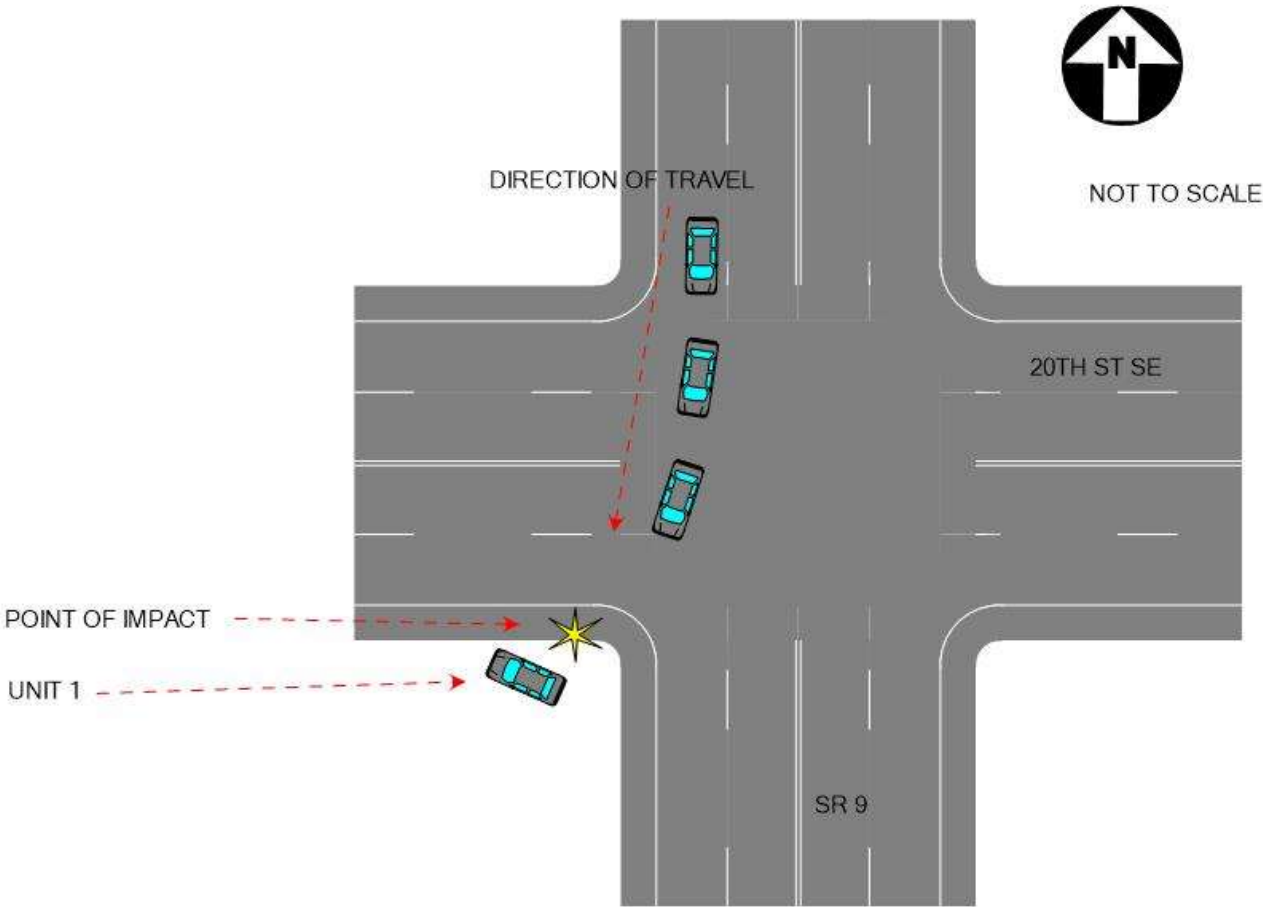 N
DIRECTION OF TRAVEL
NOT TO SCALE
20TH ST SE
POINT OF IMPACT
UNIT 1
SR 9